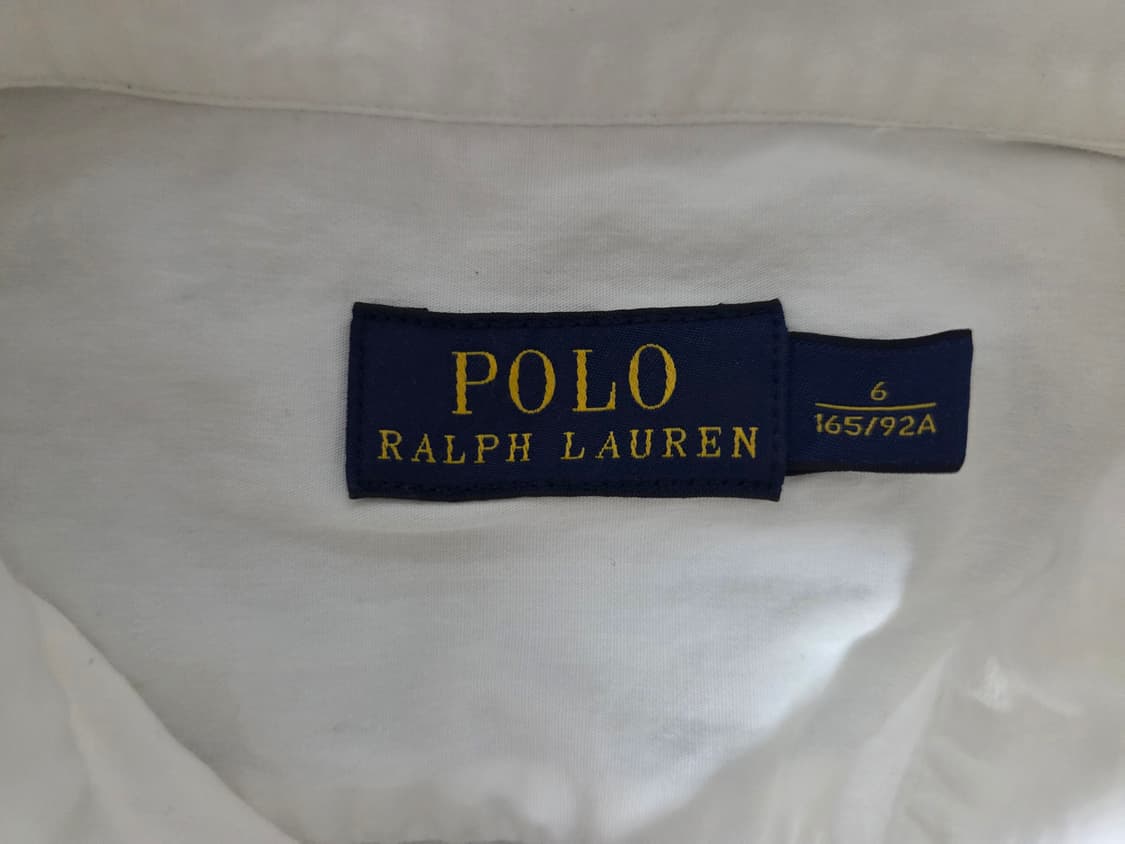 POLO
RALPH LAUREN
6
165/92A